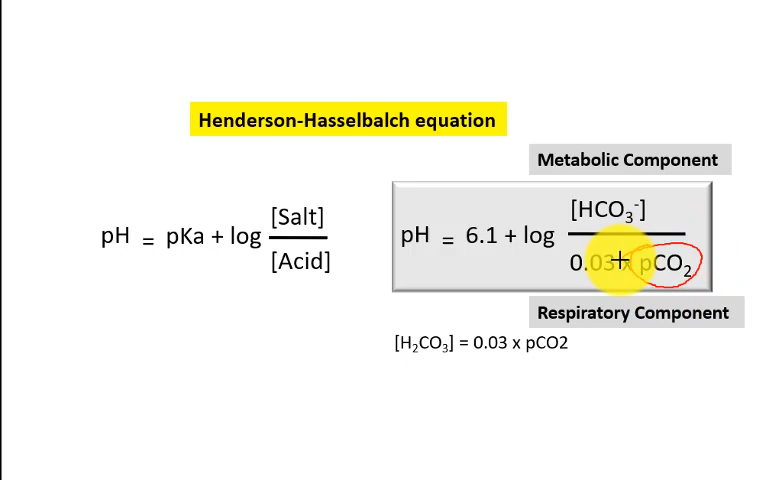 Henderson-Hasselbalch equation
Metabolic Component
pH = pKa + log [Salt] / [Acid]
pH = 6.1 + log [HCO₃⁻] / 0.03 x pCO₂
Respiratory Component
[H₂CO₃] = 0.03 x pCO2